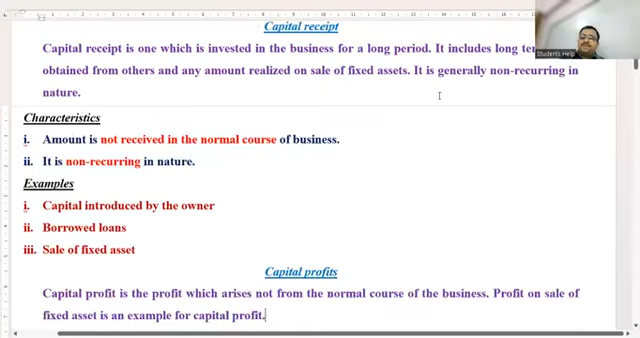 Capital receipt
Capital receipt is one which is invested in the business for a long period. It includes long
obtained from others and any amount realized on sale of fixed assets. It is generally non-recurring in
nature.
Characteristics
i. Amount is not received in the normal course of business.
ii. It is non-recurring in nature.
Examples
i. Capital introduced by the owner
ii. Borrowed loans
iii. Sale of fixed asset
Capital profits
Capital profit is the profit which arises not from the normal course of the business. Profit on sale of
fixed asset is an example for capital profit.
Students Help